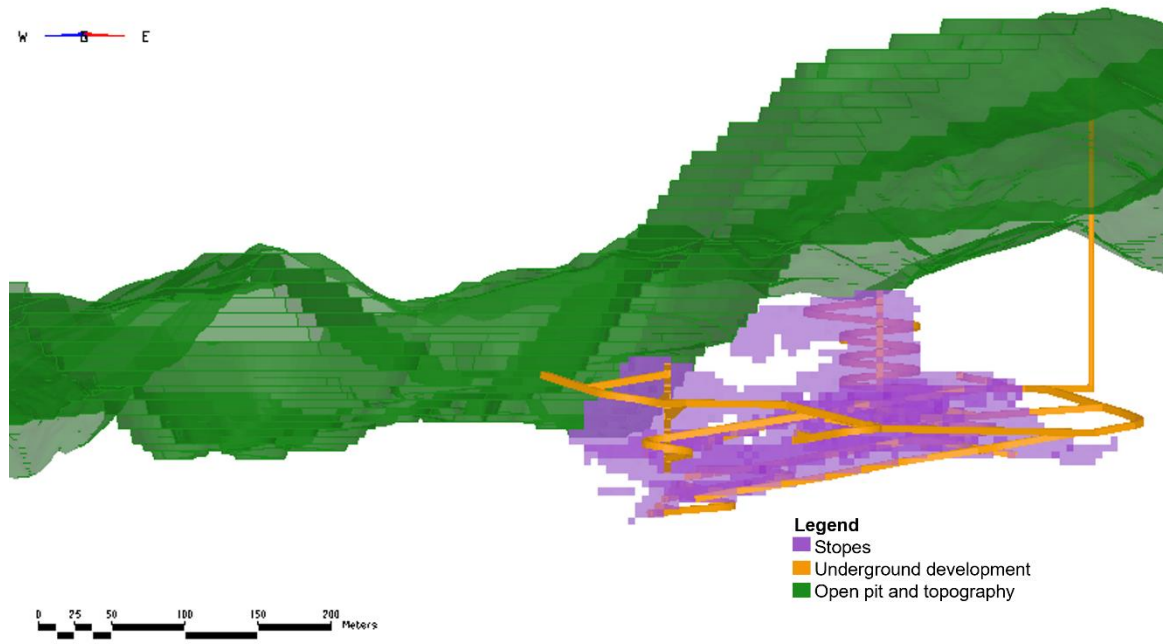 W E
Legend
Stopes
Underground development
Open pit and topography
0 25 50 100 150 200
Meters